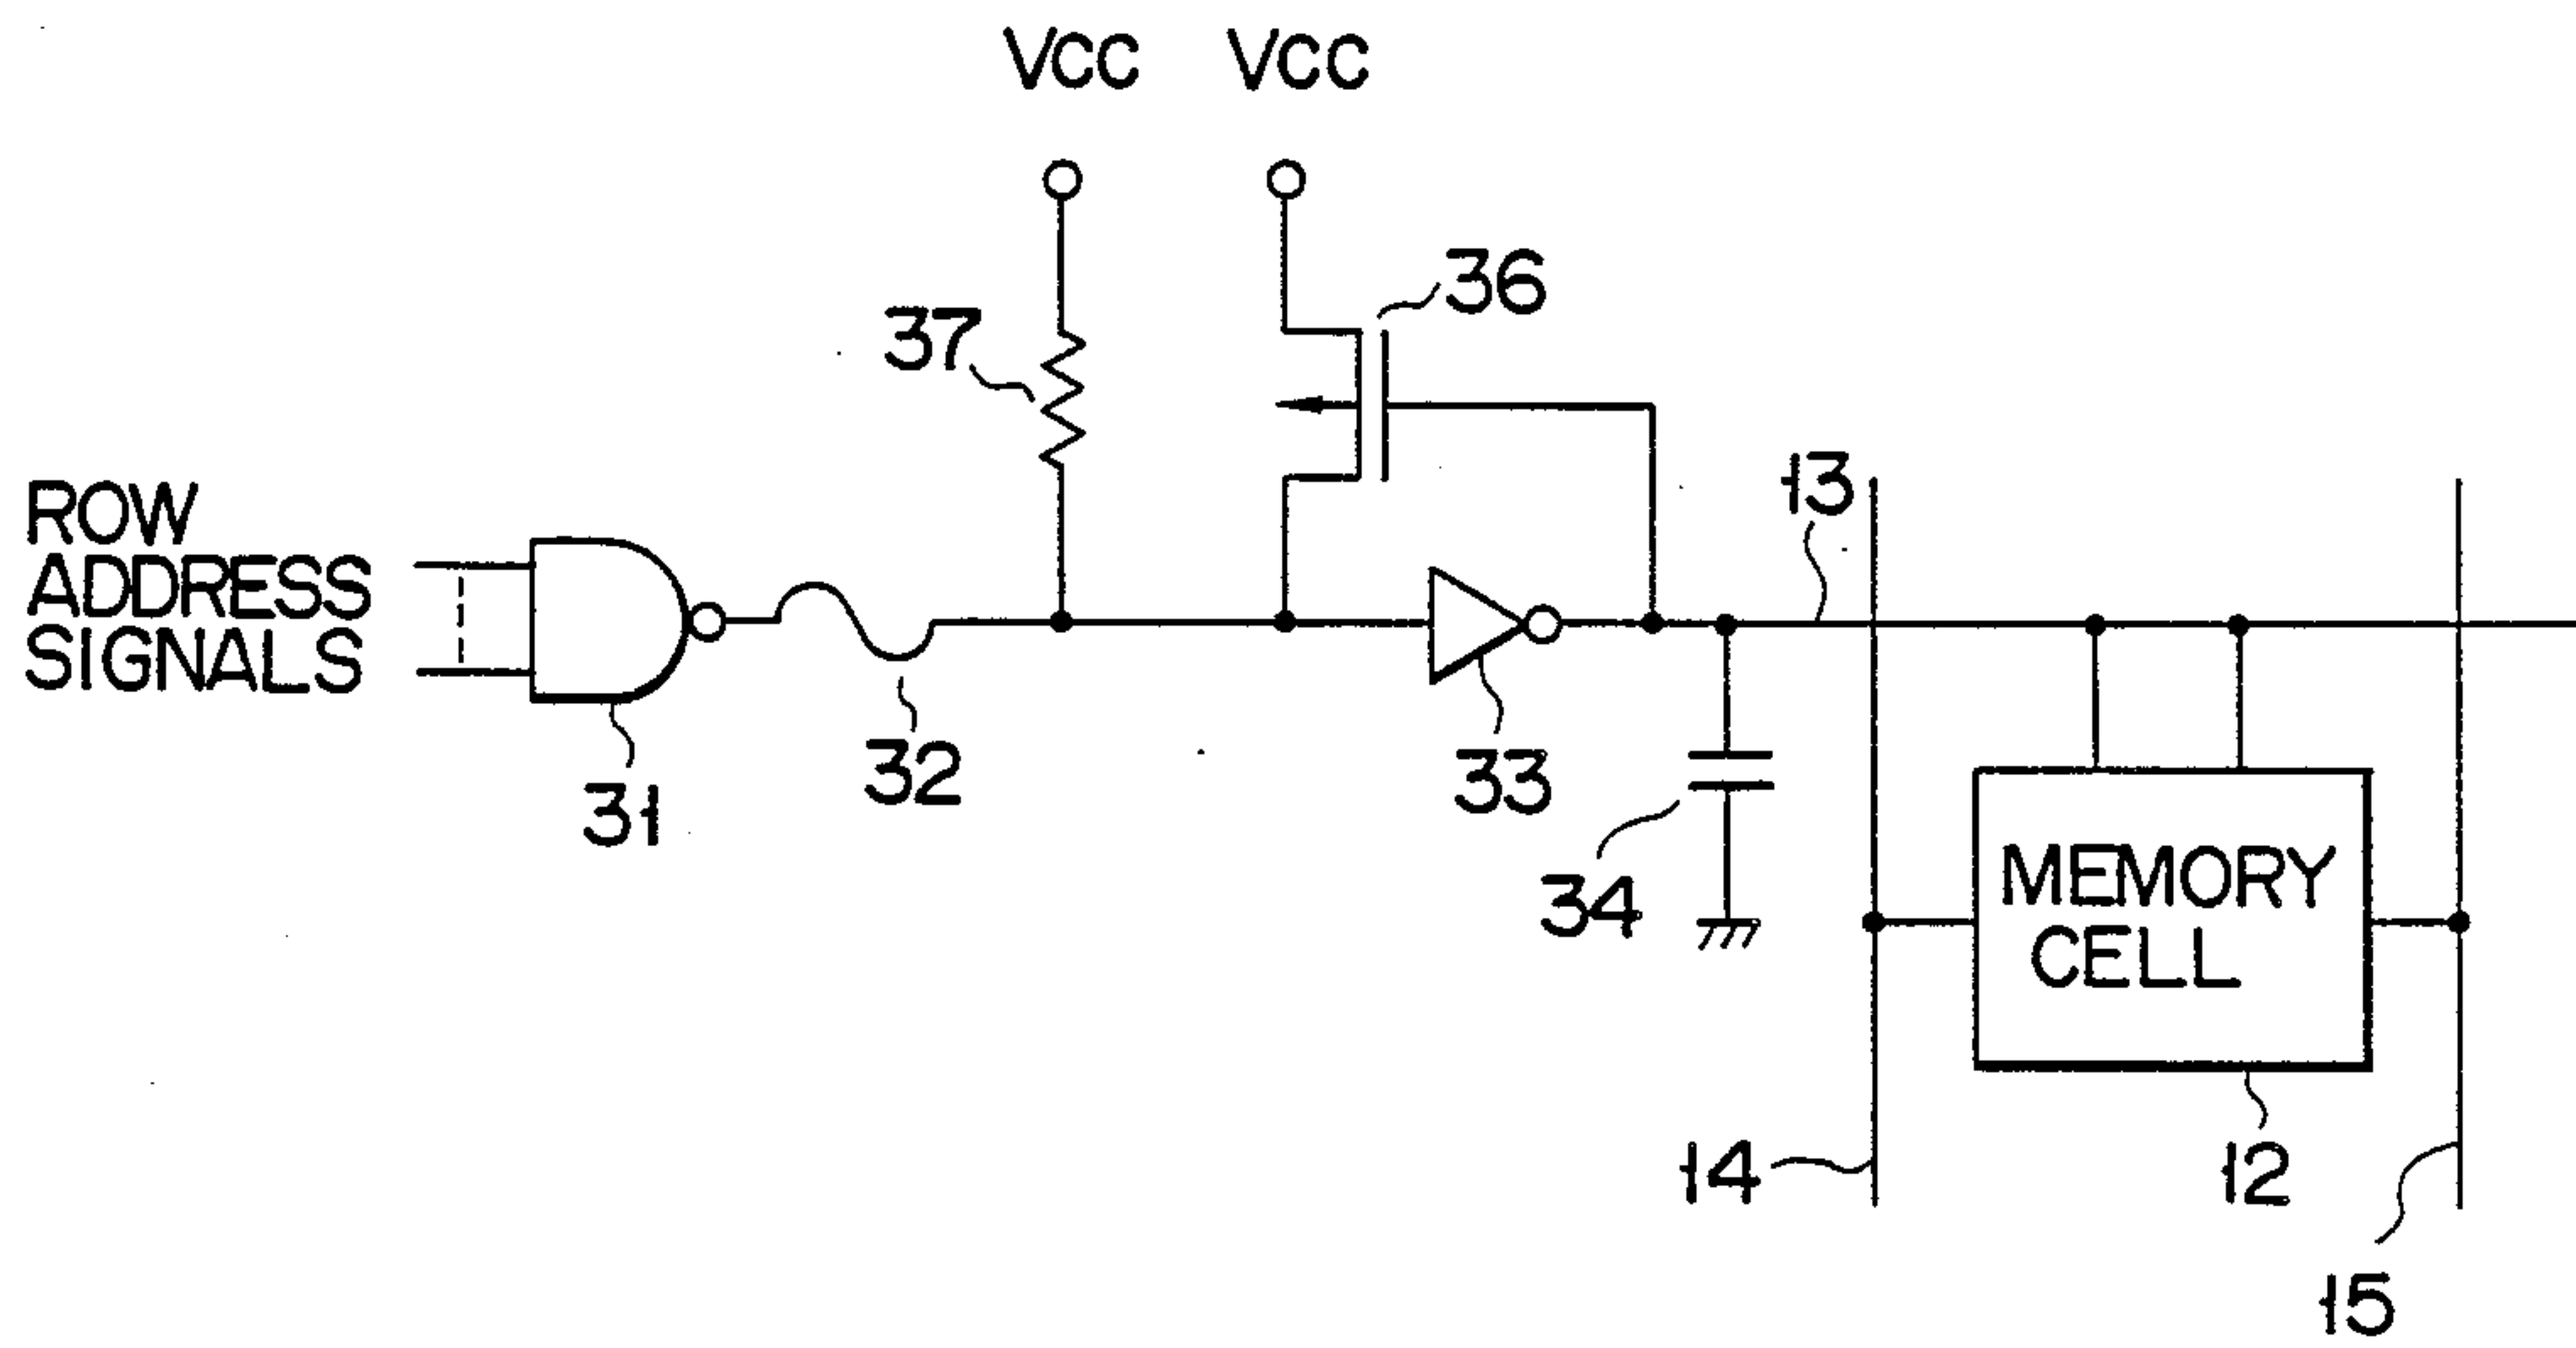 VCC VCC
36
37
13
ROW
ADDRESS
SIGNALS
31
32
33
34
MEMORY
CELL
14
12
15